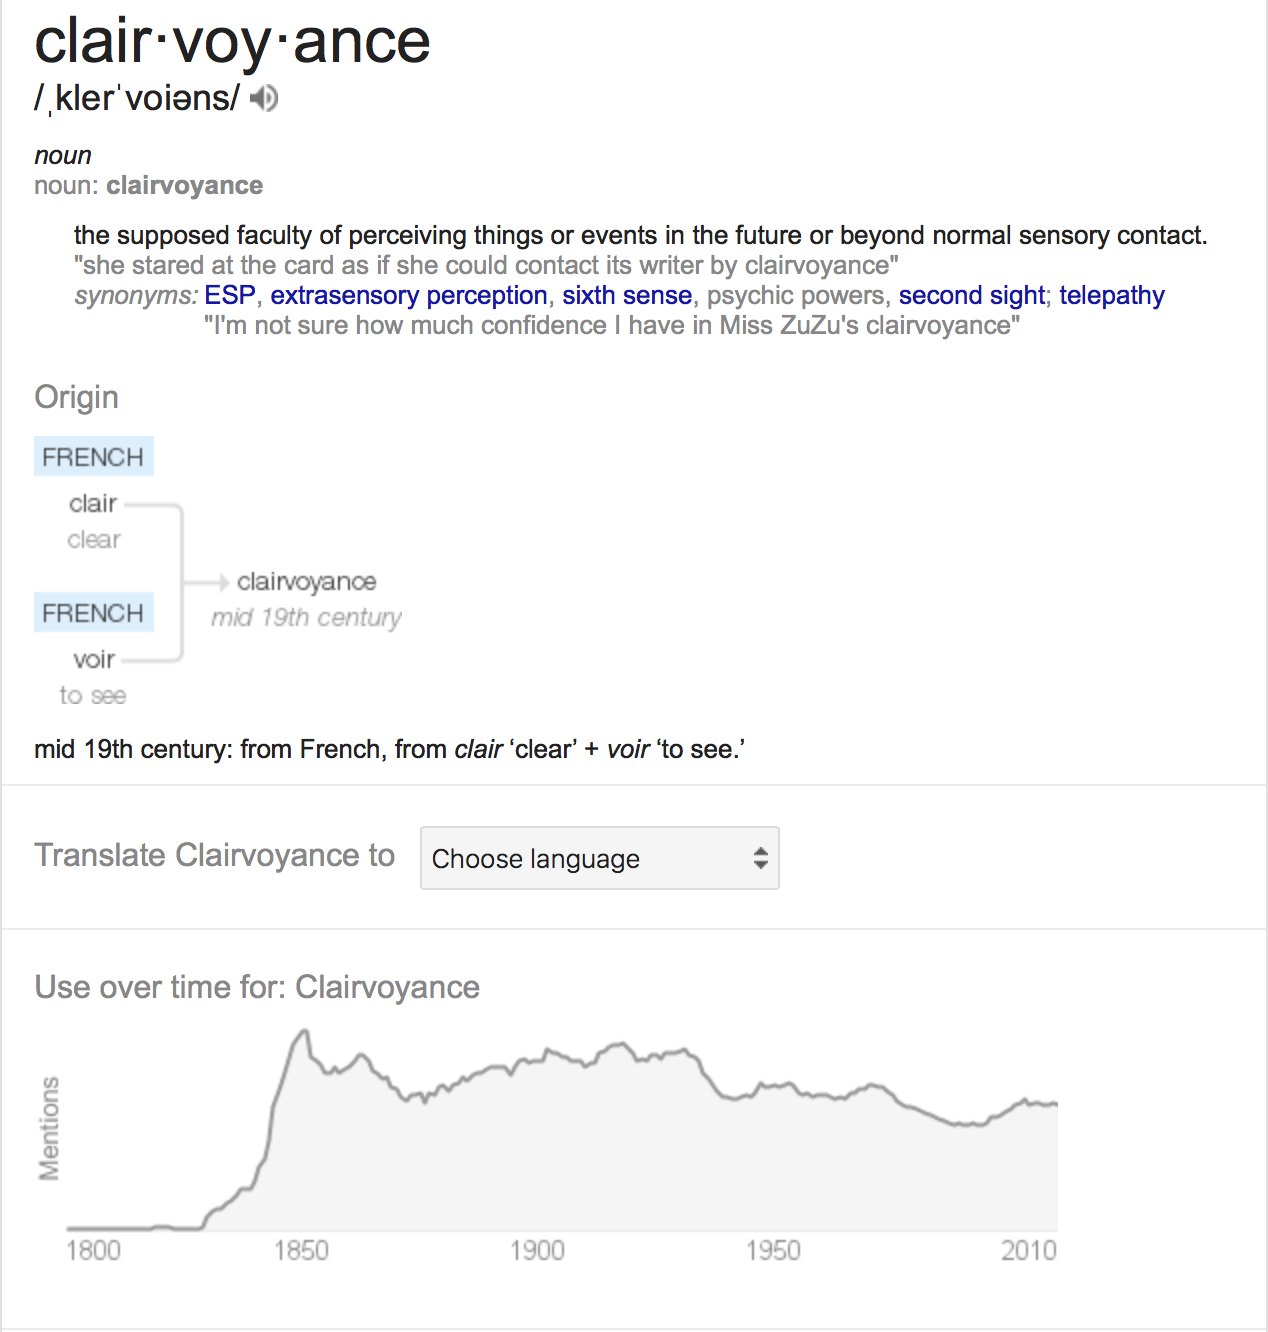 clair·voy·ance
/ˌklerˈvoiəns/
noun
noun: clairvoyance
the supposed faculty of perceiving things or events in the future or beyond normal sensory contact.
"she stared at the card as if she could contact its writer by clairvoyance"
synonyms: ESP, extrasensory perception, sixth sense, psychic powers, second sight; telepathy
"I'm not sure how much confidence I have in Miss ZuZu's clairvoyance"
Origin
FRENCH
clair
clear
clairvoyance
mid 19th century
FRENCH
voir
to see
mid 19th century: from French, from clair ‘clear’ + voir ‘to see.’
Translate Clairvoyance to
Choose language
Use over time for: Clairvoyance
Mentions
1800 1850 1900 1950 2010